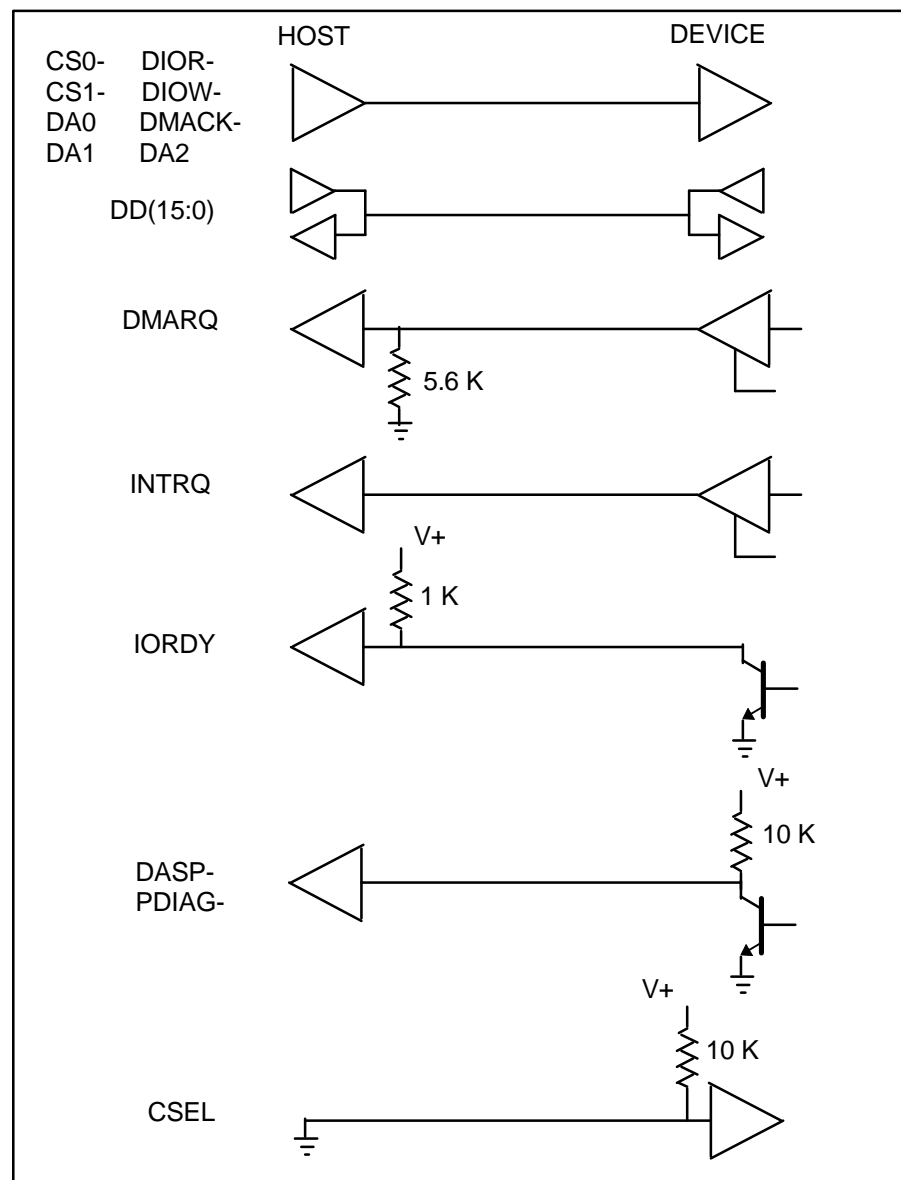 HOST DEVICE
CS0- DIOR-
CS1- DIOW-
DA0 DMACK-
DA1 DA2
DD(15:0)
DMARQ
5.6 K
INTRQ
V+
1 K
IORDY
V+
10 K
DASP-
PDIAG-
V+
10 K
CSEL